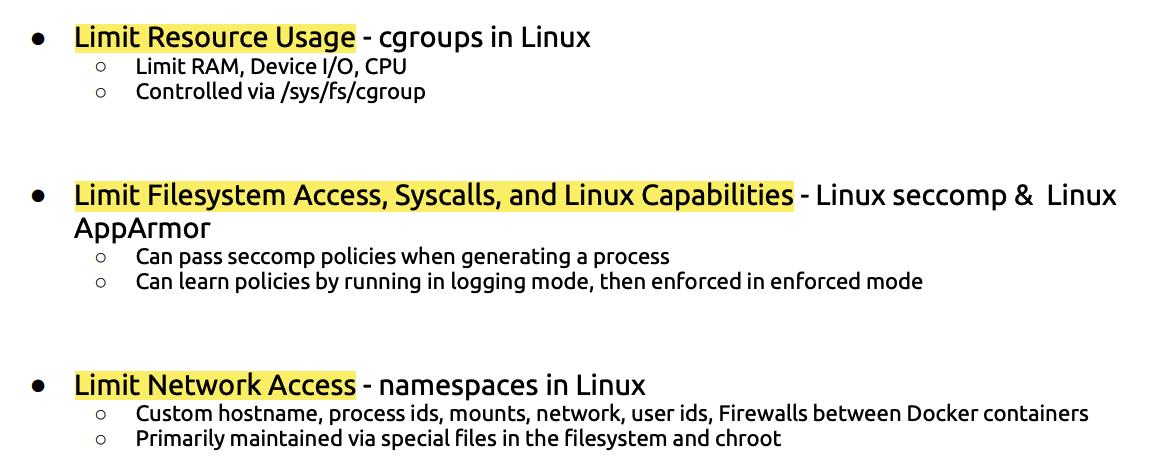 ● Limit Resource Usage - cgroups in Linux
○ Limit RAM, Device I/O, CPU
○ Controlled via /sys/fs/cgroup
● Limit Filesystem Access, Syscalls, and Linux Capabilities - Linux seccomp &  Linux
AppArmor
○ Can pass seccomp policies when generating a process
○ Can learn policies by running in logging mode, then enforced in enforced mode
● Limit Network Access - namespaces in Linux
○ Custom hostname, process ids, mounts, network, user ids, Firewalls between Docker containers
○ Primarily maintained via special files in the filesystem and chroot